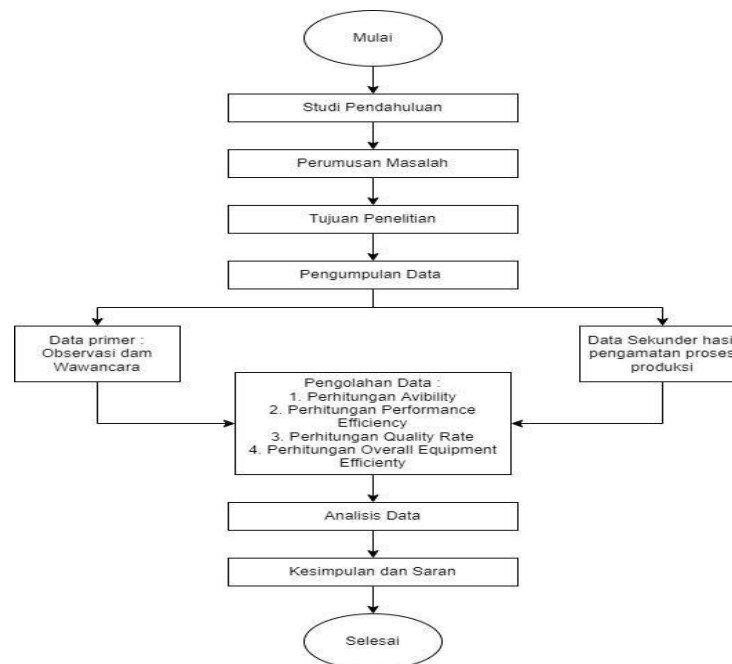 Mulai
Studi Pendahuluan
Perumusan Masalah
Tujuan Penelitian
Pengumpulan Data
Data primer :
Observasi dam
Wawancara
Data Sekunder hasi
pengamatan proses
produksi
Pengolahan Data :
1. Perhitungan Avibility
2. Perhitungan Performance
Efficiency
3. Perhitungan Quality Rate
4. Perhitungan Overall Equipment
Efficienty
Analisis Data
Kesimpulan dan Saran
Selesai